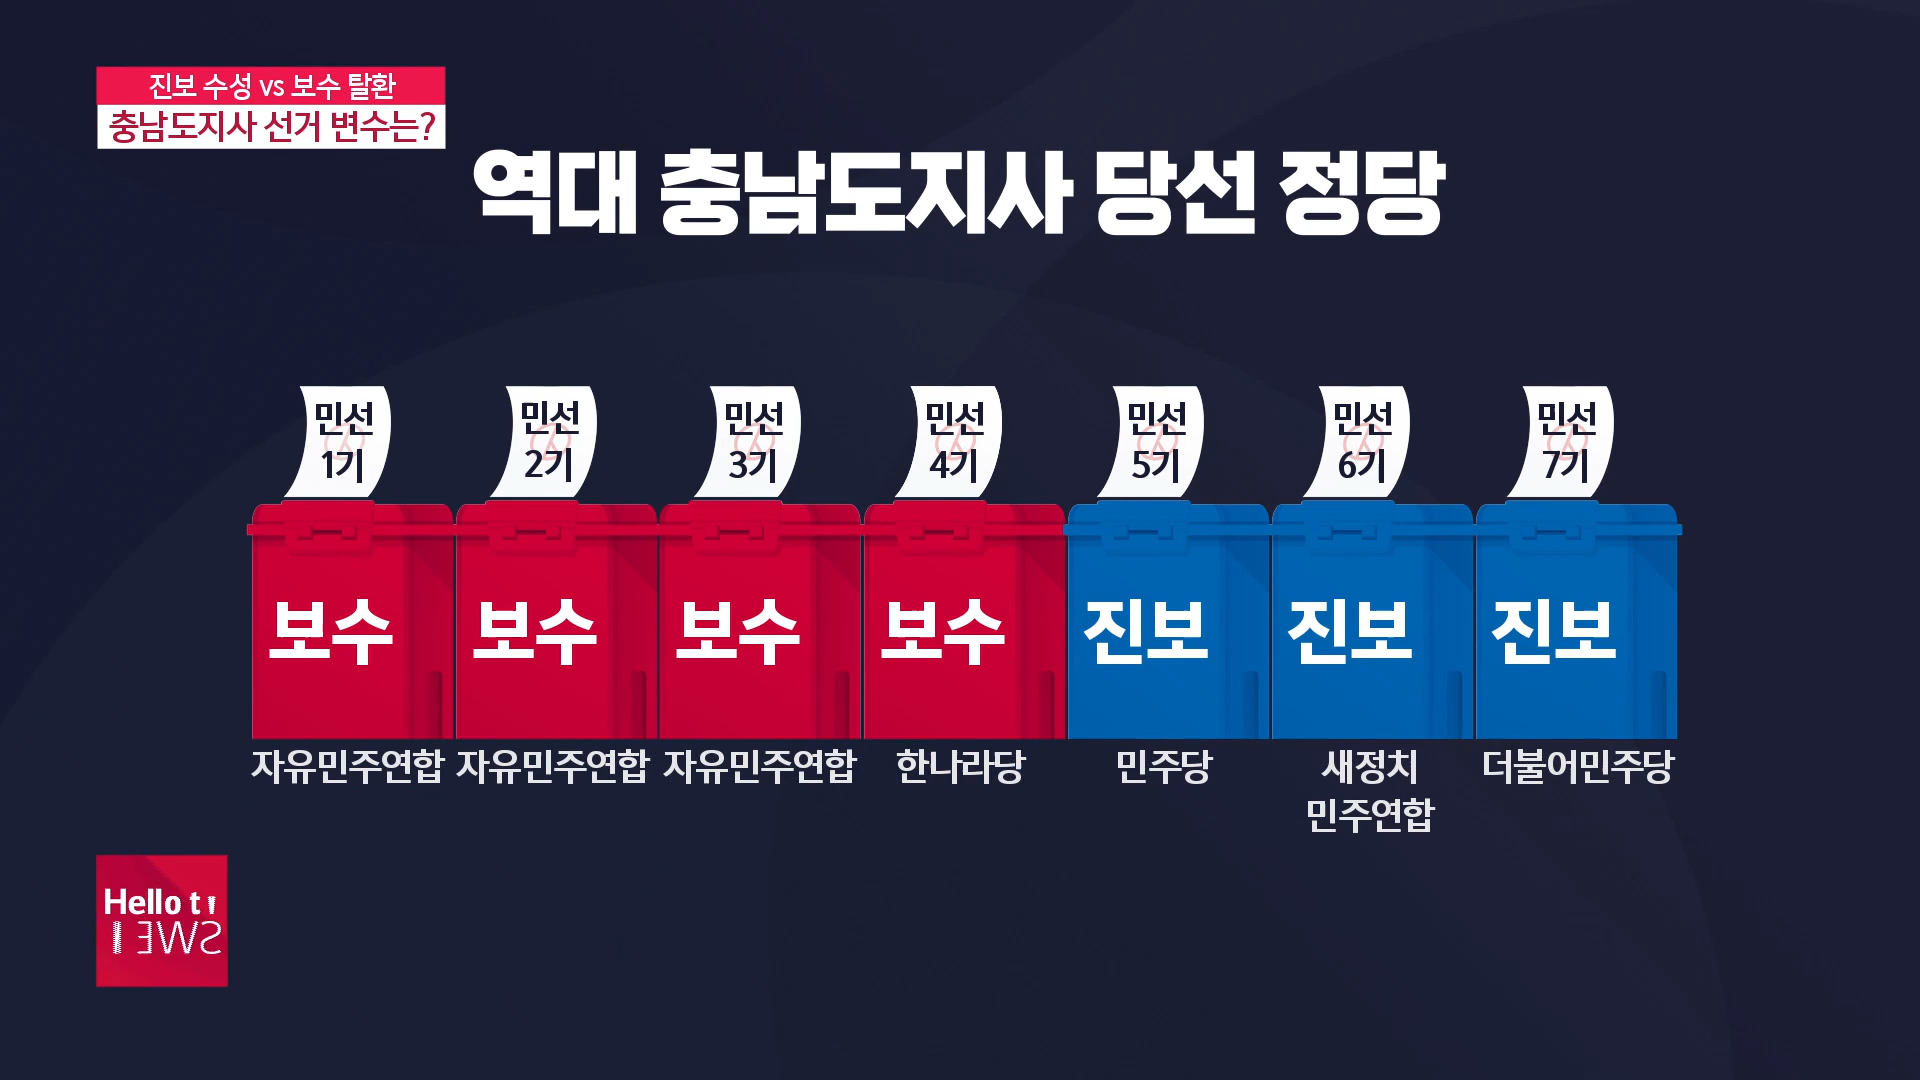 진보 수성 vs 보수 탈환
충남도지사 선거 변수는?
역대 충남도지사 당선 정당
민선
1기
민선
2기
민선
3기
민선
4기
민선
5기
민선
6기
민선
7기
보수
보수
보수
보수
진보
진보
진보
자유민주연합
자유민주연합
자유민주연합
한나라당
민주당
새정치
민주연합
더불어민주당
Hello t